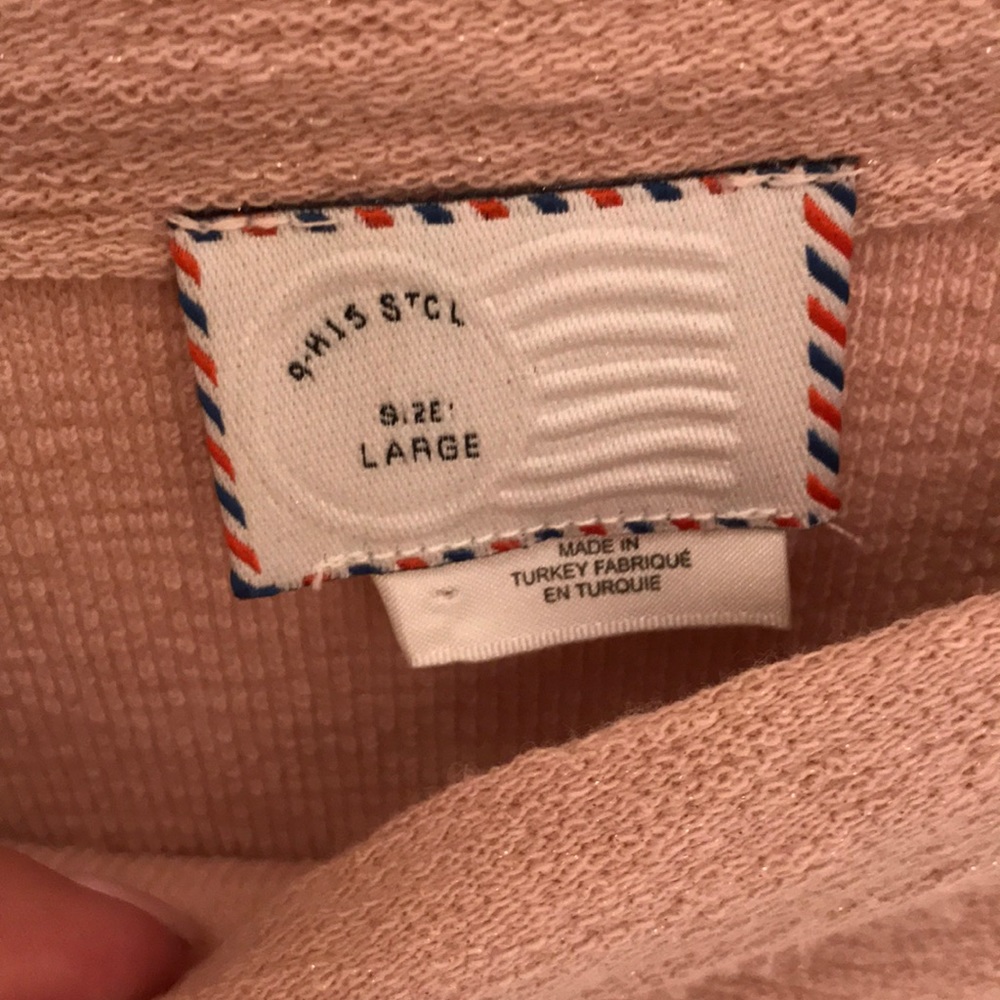 9-H15 STCL
SIZE:
LARGE
MADE IN
TURKEY FABRIQUÉ
EN TURQUIE